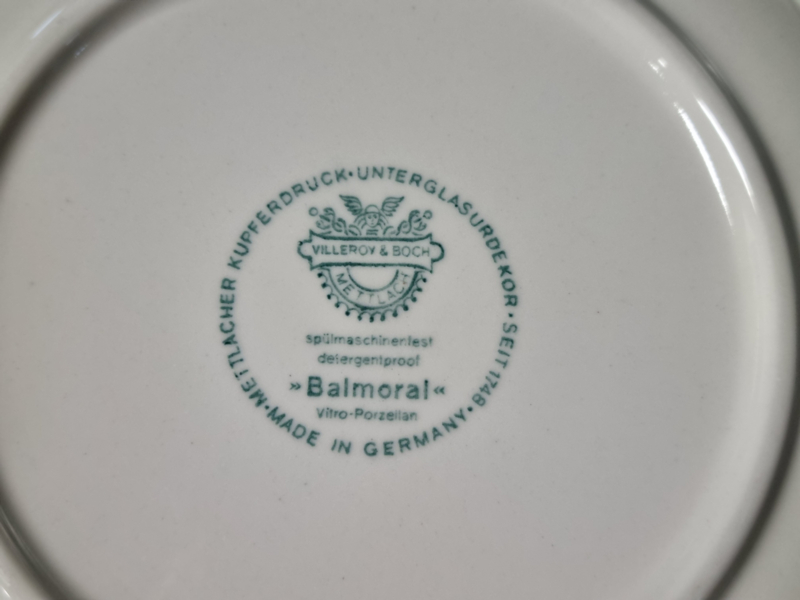 METTLACHER KUPFERDRUCK · UNTERGLASURDEKOR · SEIT 1748 ·
VILLEROY & BOCH
METTLACH
spülmaschinenfest
detergentproof
»Balmoral«
Vitro-Porzellan
MADE IN GERMANY ·